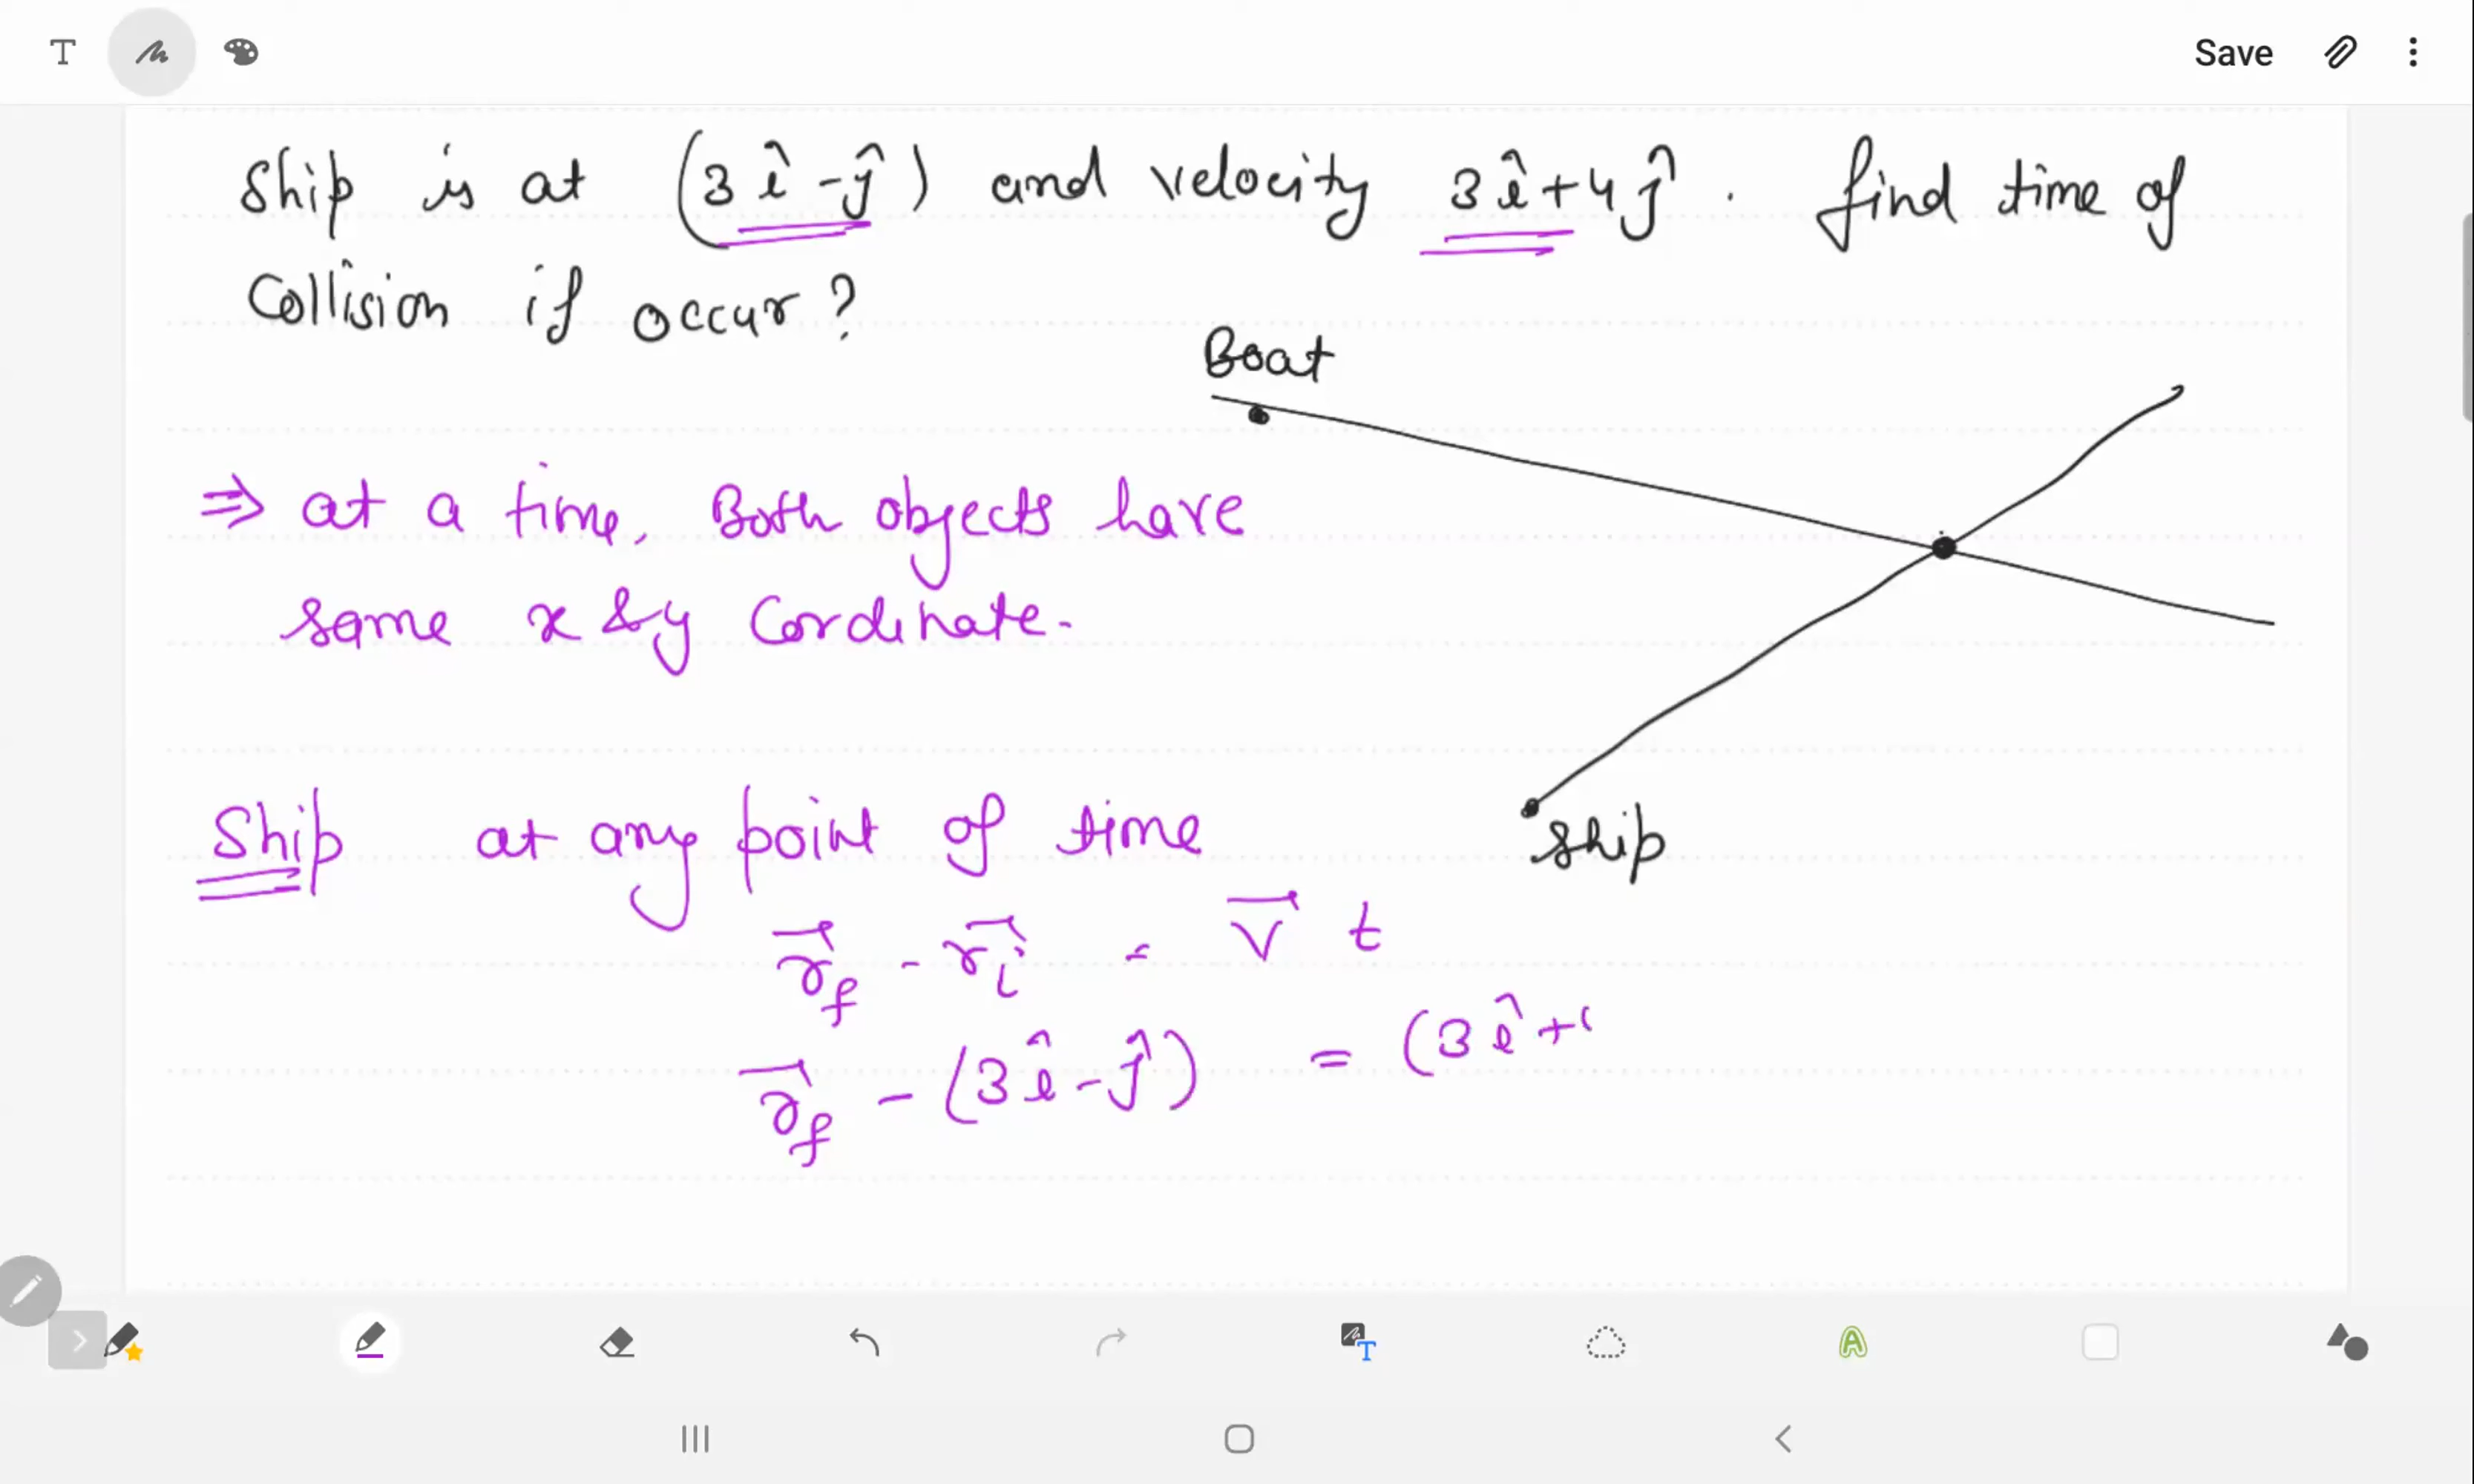 Save
Ship is at (3î - ĵ) and velocity 3î + 4ĵ . find time of
Collision if occur?
Boat
⇒ at a time, Both objects have
same x & y Cordinate.
Ship at any point of time
ship
r⃗f - r⃗i = v⃗ t
r⃗f - (3î - ĵ) = (3î +